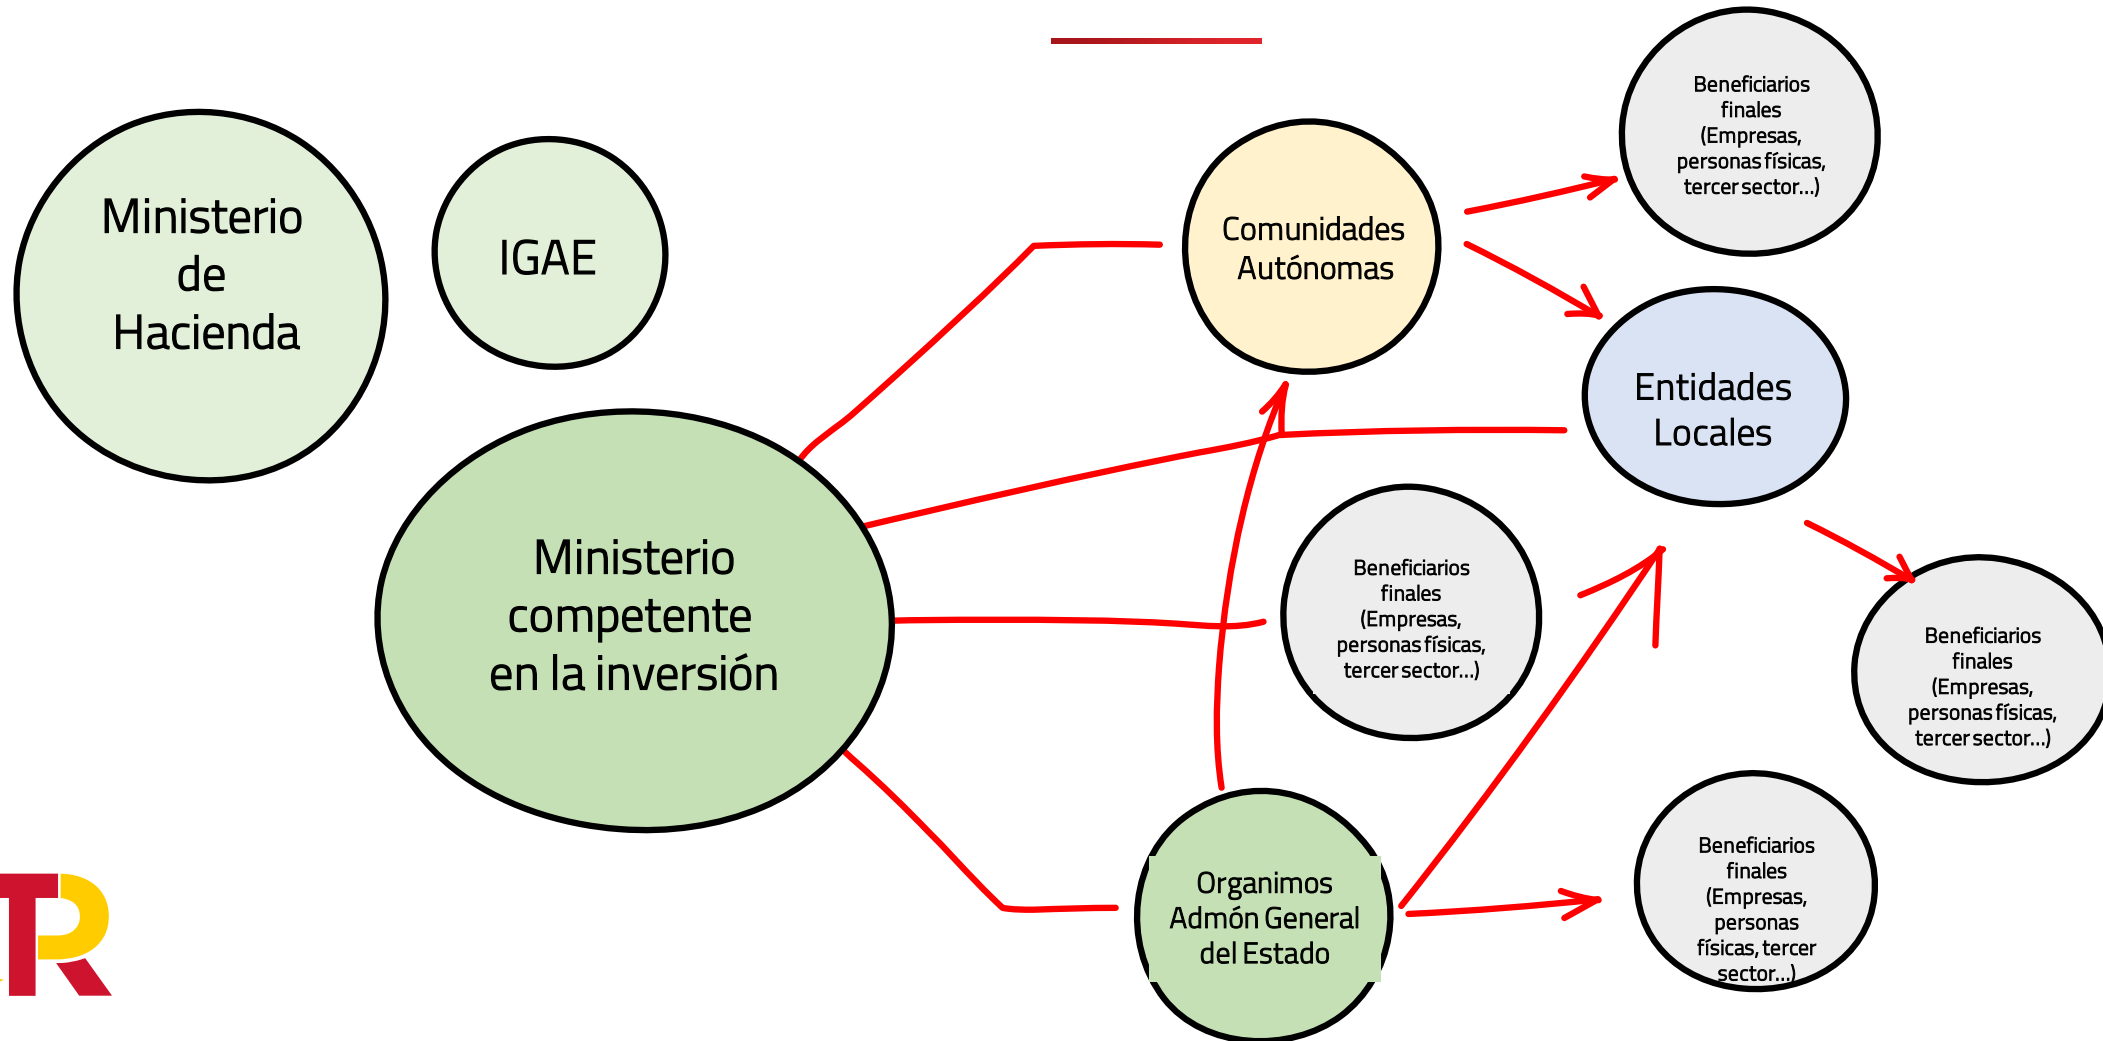 Ministerio
de
Hacienda
IGAE
Ministerio
competente
en la inversión
Comunidades
Autónomas
Beneficiarios
finales
(Empresas,
personas físicas,
tercer sector...)
Entidades
Locales
Beneficiarios
finales
(Empresas,
personas físicas,
tercer sector...)
Beneficiarios
finales
(Empresas,
personas físicas,
tercer sector...)
Organimos
Admón General
del Estado
Beneficiarios
finales
(Empresas,
personas
físicas, tercer
sector...)
TR